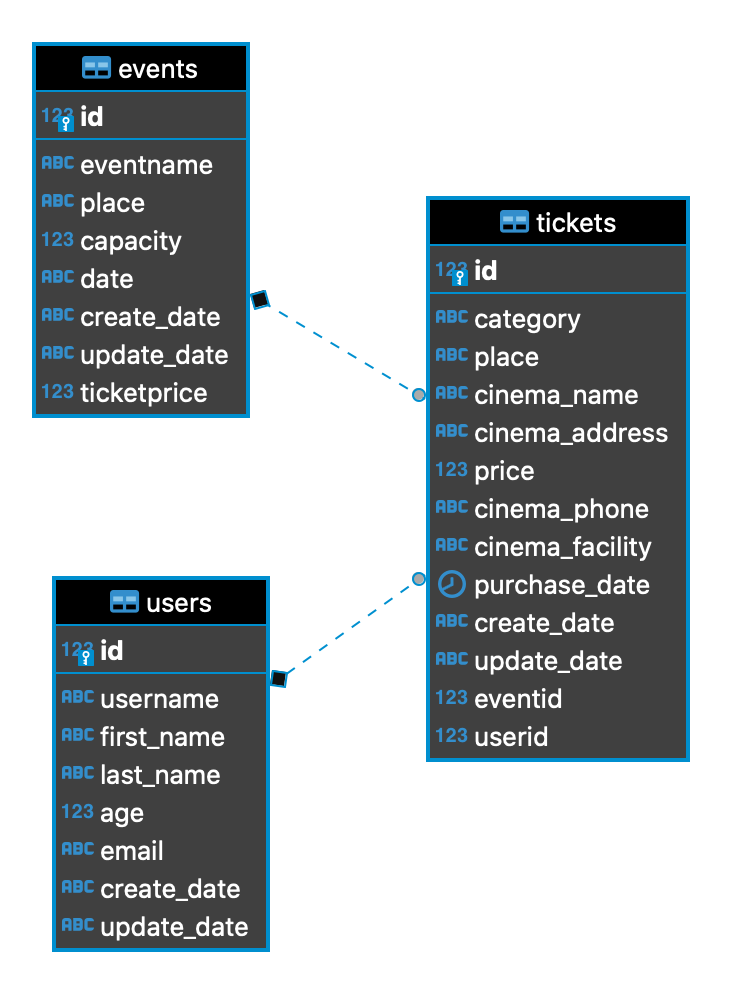 events
123 id
ABC eventname
ABC place
123 capacity
ABC date
ABC create_date
ABC update_date
123 ticketprice
tickets
123 id
ABC category
ABC place
ABC cinema_name
ABC cinema_address
123 price
ABC cinema_phone
ABC cinema_facility
purchase_date
ABC create_date
ABC update_date
123 eventid
123 userid
users
123 id
ABC username
ABC first_name
ABC last_name
123 age
ABC email
ABC create_date
ABC update_date